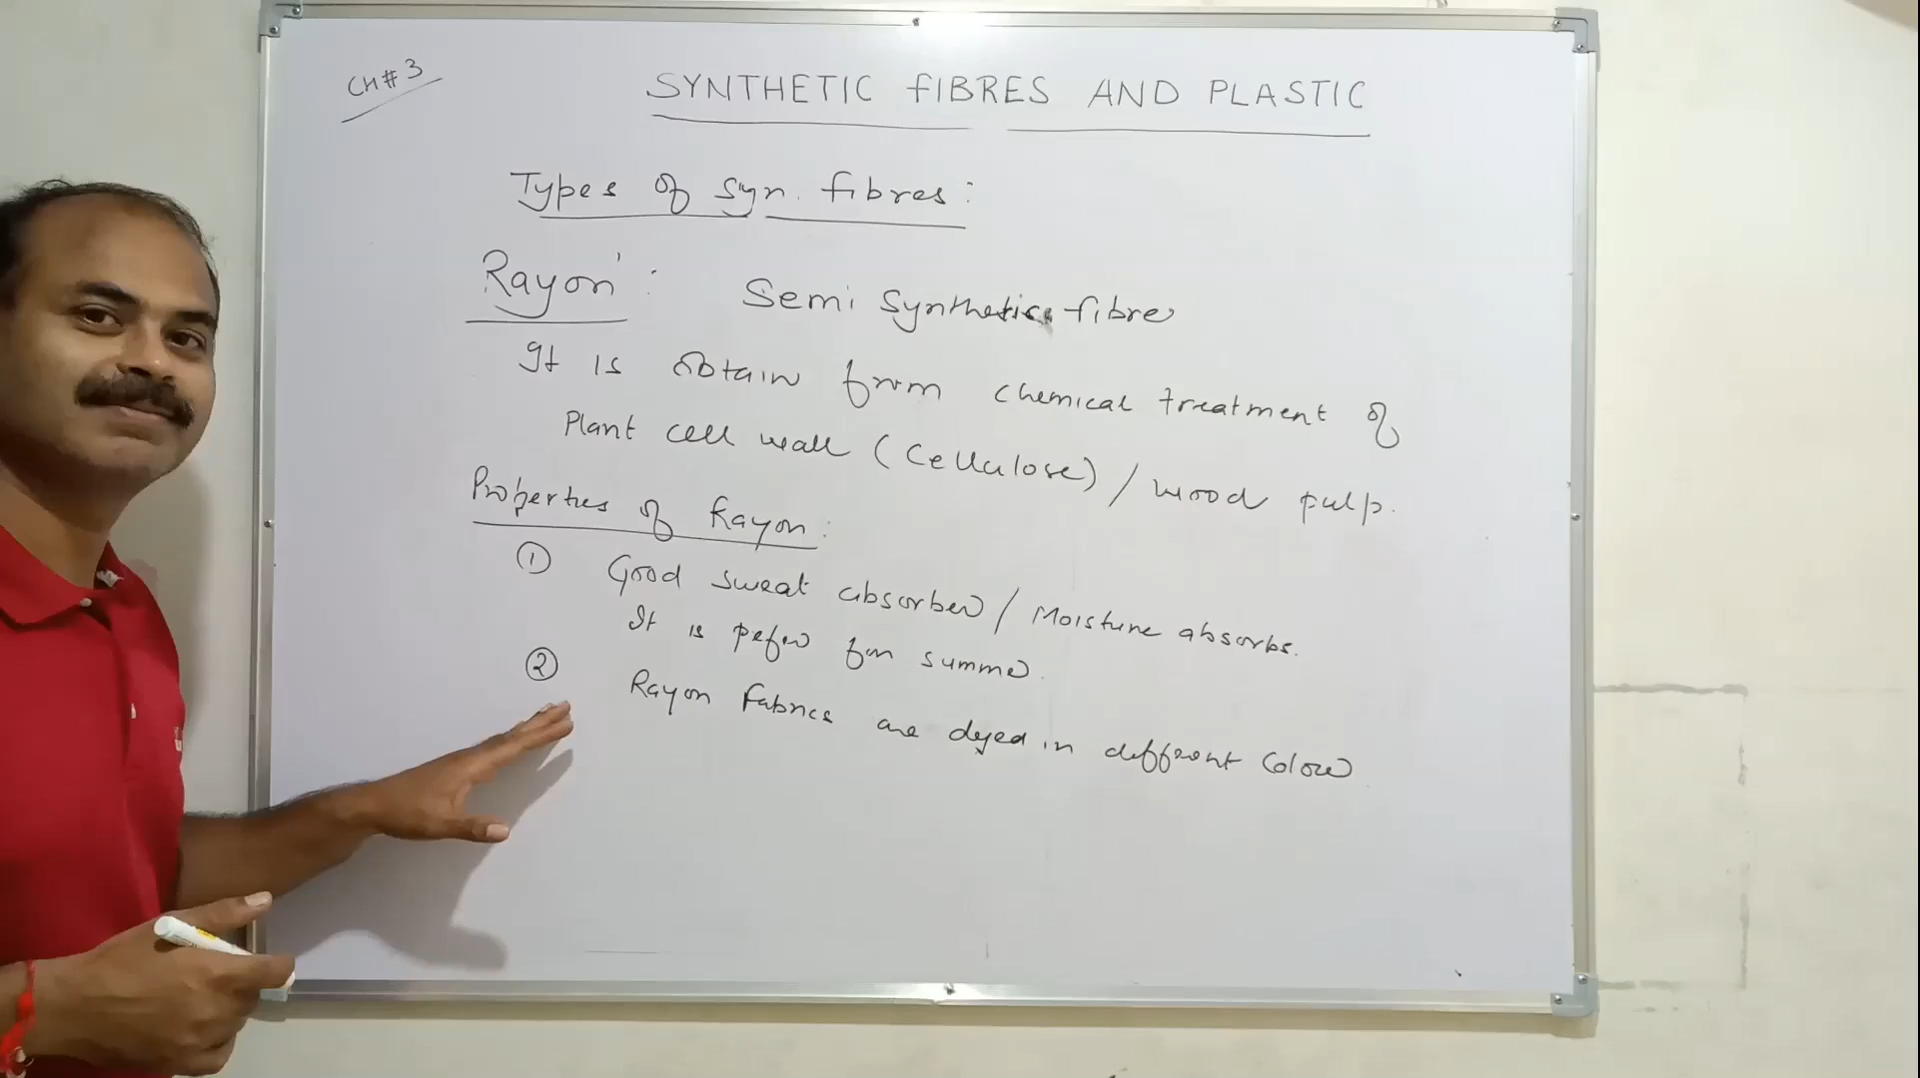 CH# 3
SYNTHETIC FIBRES AND PLASTIC
Types of Syn. fibres:
Rayon: Semi Synthetic fibre
It is obtain from chemical treatment of
Plant cell wall (Cellulose) / wood pulp.
Properties of Rayon:
① Good sweat absorber / Moisture absorbs.
It is prefer for summer.
② Rayon Fabrics are dyed in different Colour